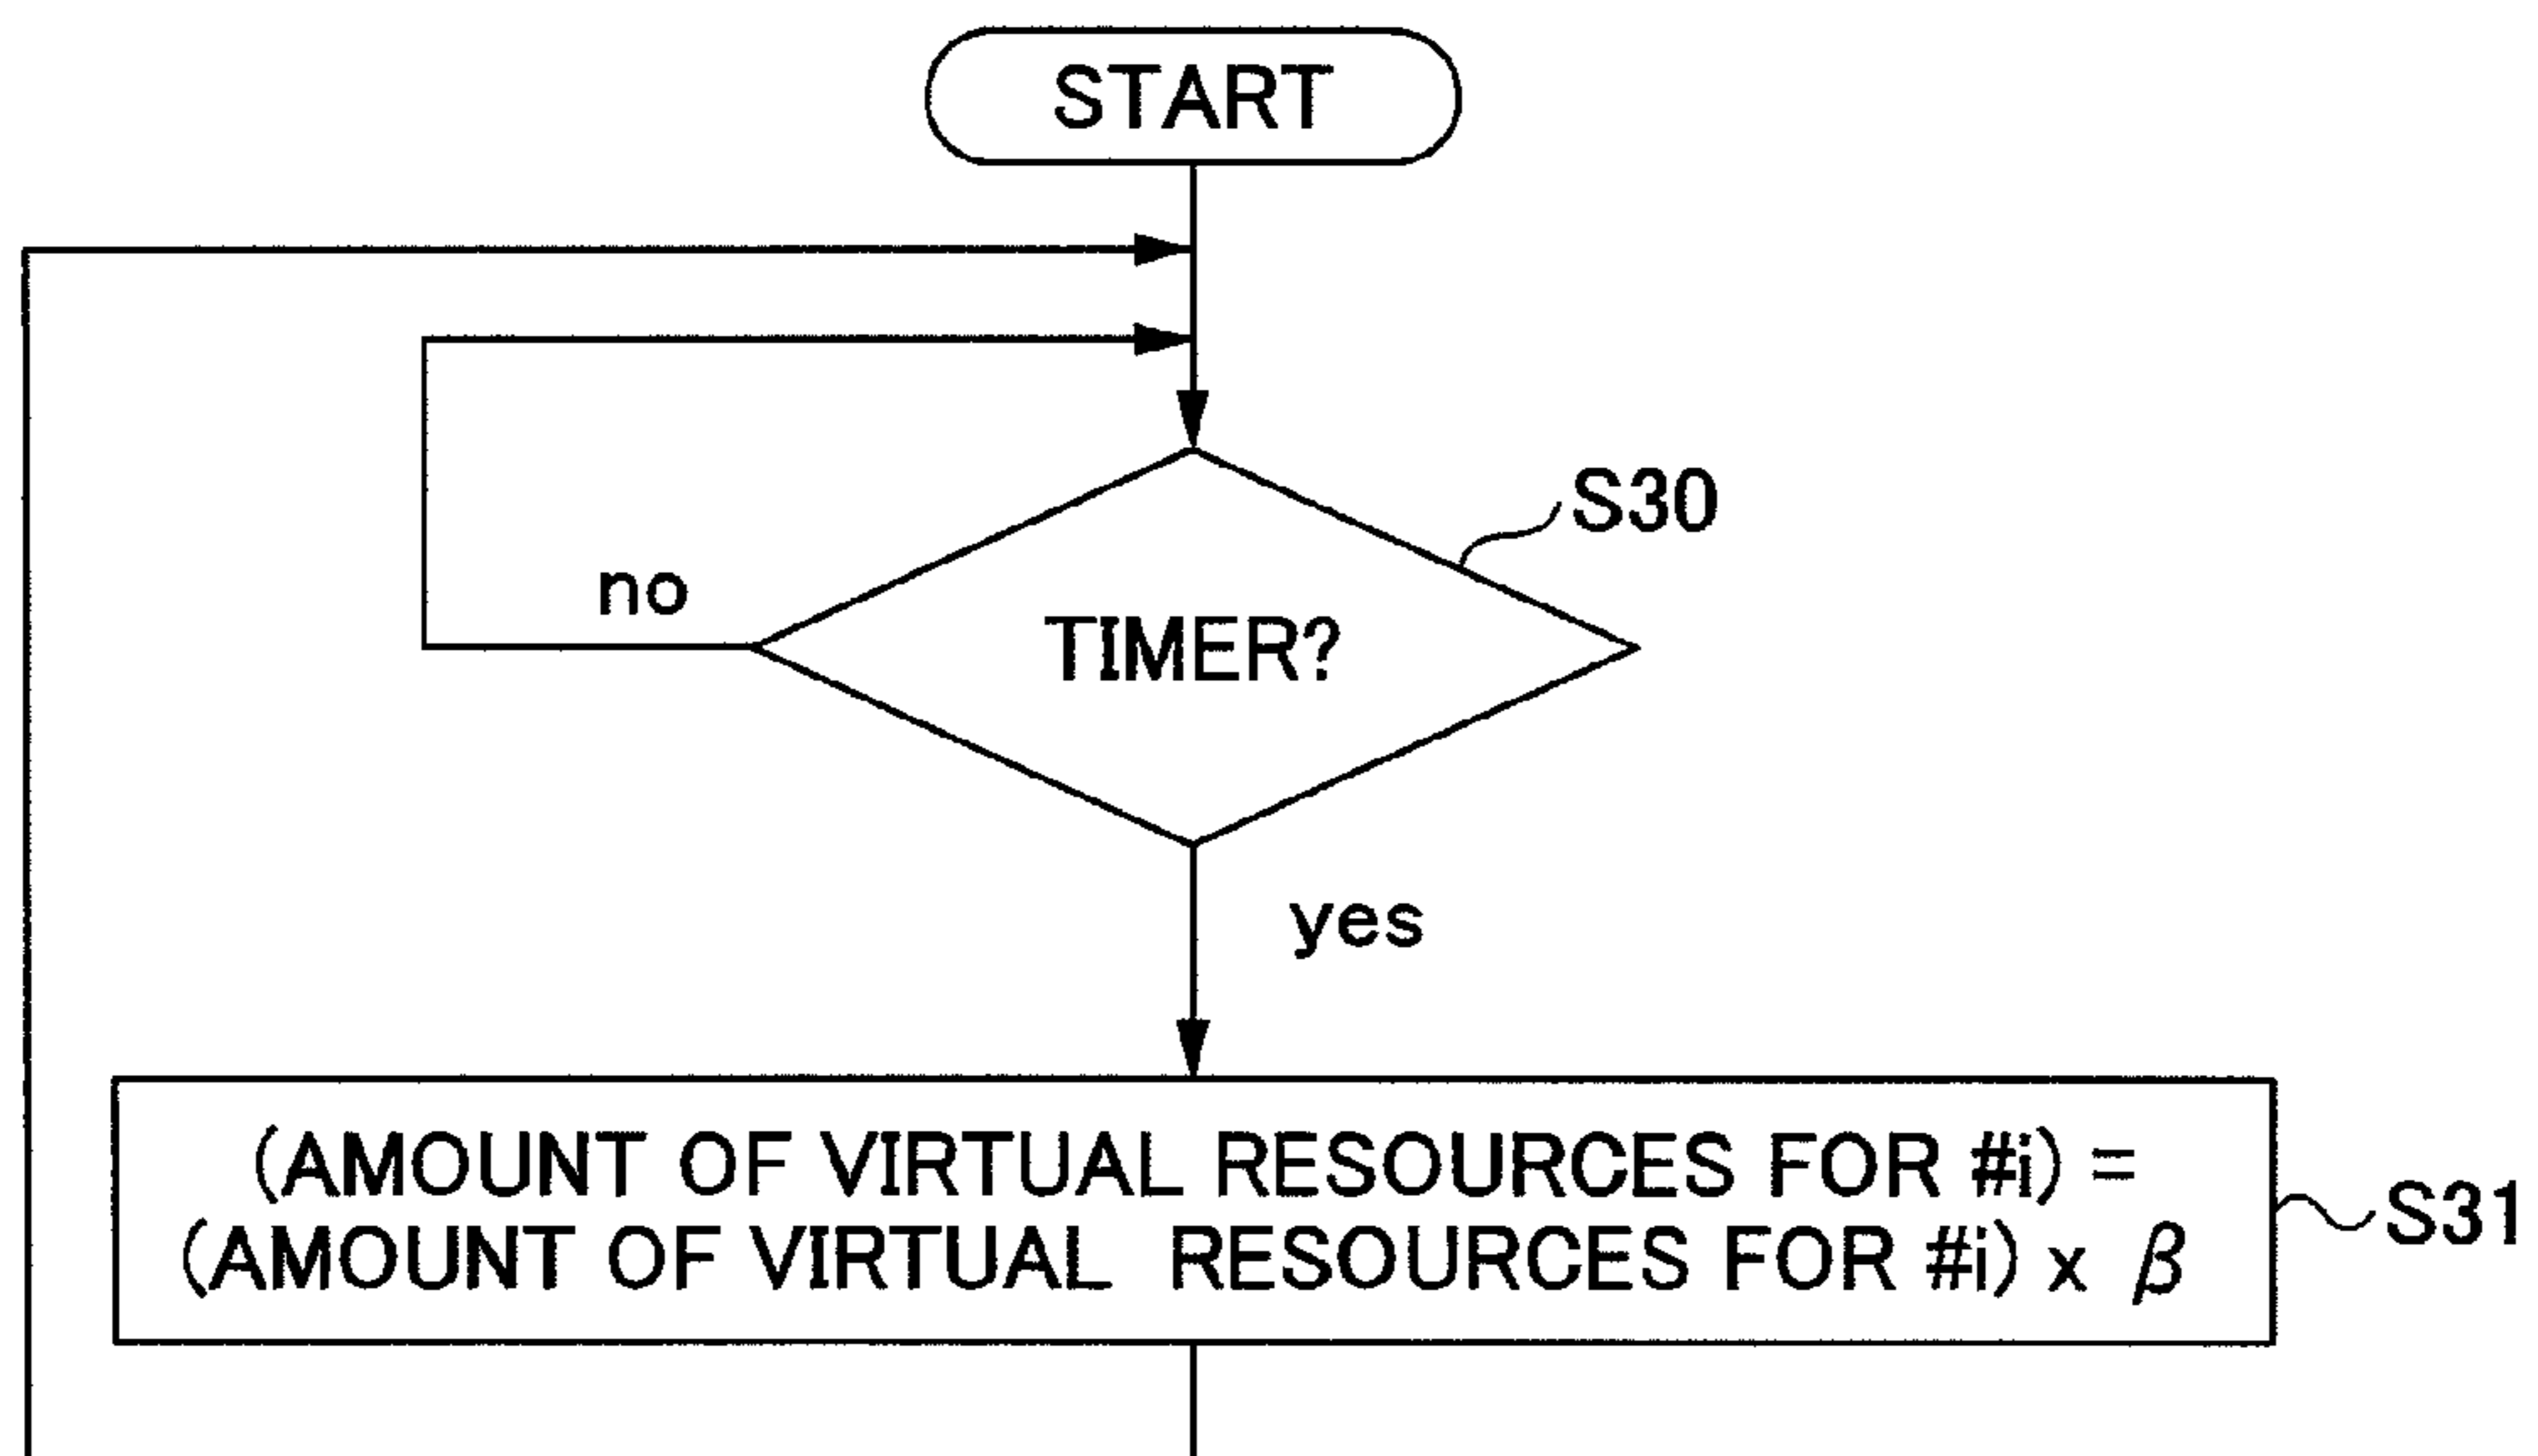 START
S30
no
TIMER?
yes
(AMOUNT OF VIRTUAL RESOURCES FOR #i) =
(AMOUNT OF VIRTUAL RESOURCES FOR #i) x β
S31